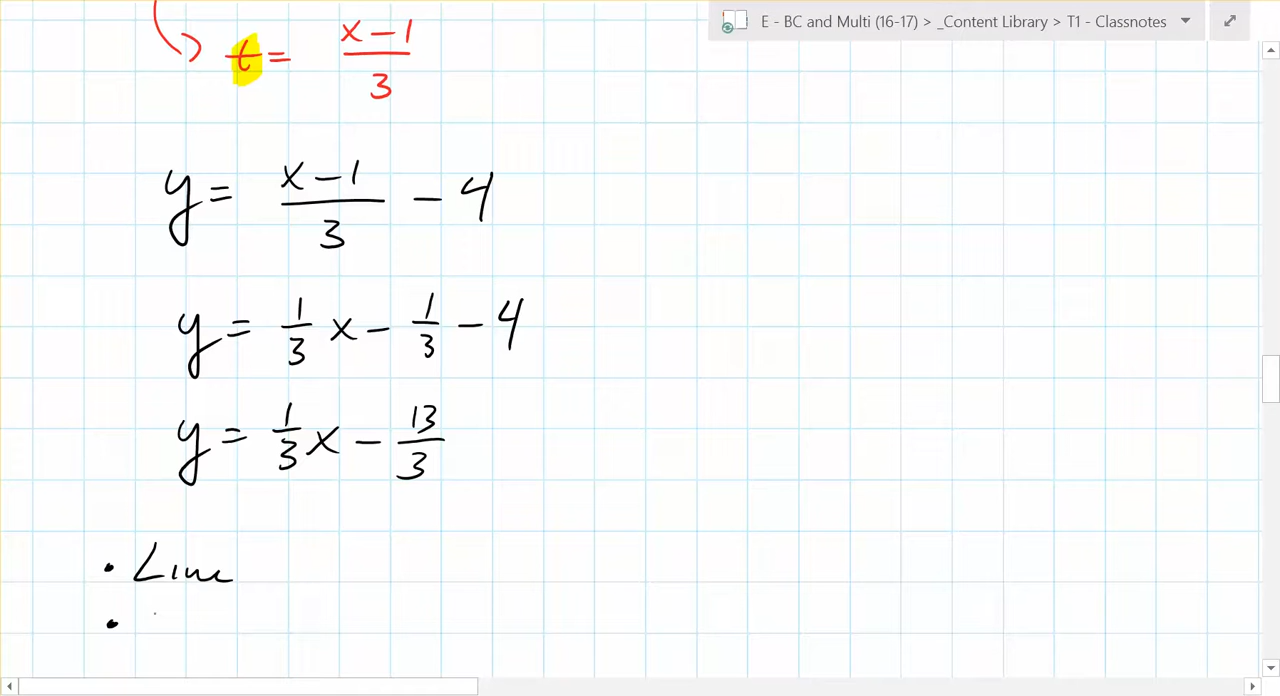 E - BC and Multi (16-17) > _Content Library > T1 - Classnotes
t = (x-1)/3
y = (x-1)/3 - 4
y = 1/3 x - 1/3 - 4
y = 1/3 x - 13/3
• Line
•